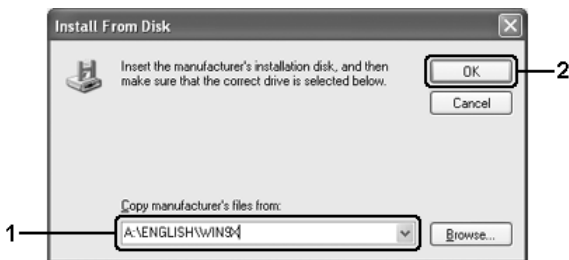 Install From Disk
Insert the manufacturer's installation disk, and then
make sure that the correct drive is selected below.
OK
2
Cancel
Copy manufacturer's files from:
1
A:\ENGLISH\WIN9X
Browse...